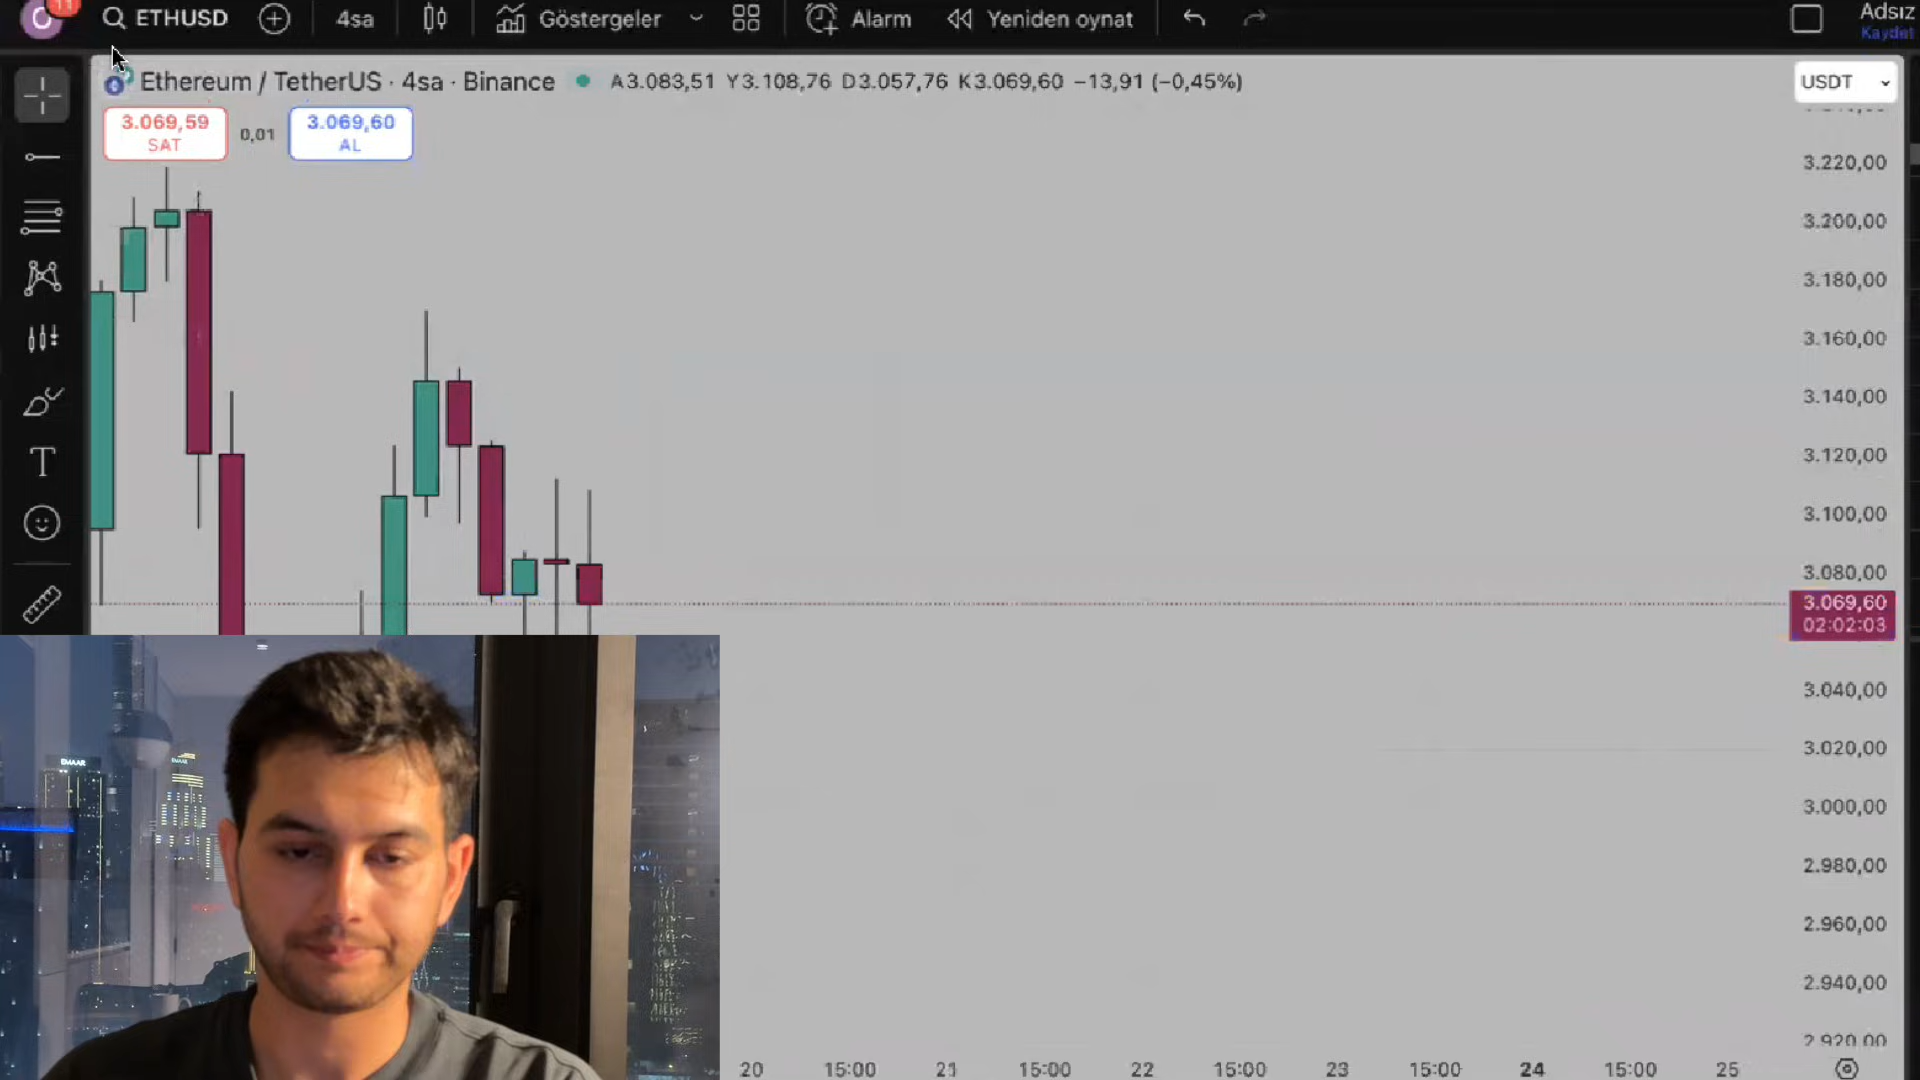 11
ETHUSD
4sa
Göstergeler
Alarm
Yeniden oynat
Adsız
Kaydet
Ethereum / TetherUS · 4sa · Binance
A3.083,51 Y3.108,76 D3.057,76 K3.069,60 −13,91 (−0,45%)
USDT
3.069,59
SAT
0,01
3.069,60
AL
3.220,00
3.200,00
3.180,00
3.160,00
3.140,00
3.120,00
3.100,00
3.080,00
3.069,60
02:02:03
3.040,00
3.020,00
3.000,00
2.980,00
2.960,00
2.940,00
2.920,00
EMAAR
20
15:00
21
15:00
22
15:00
23
15:00
24
15:00
25